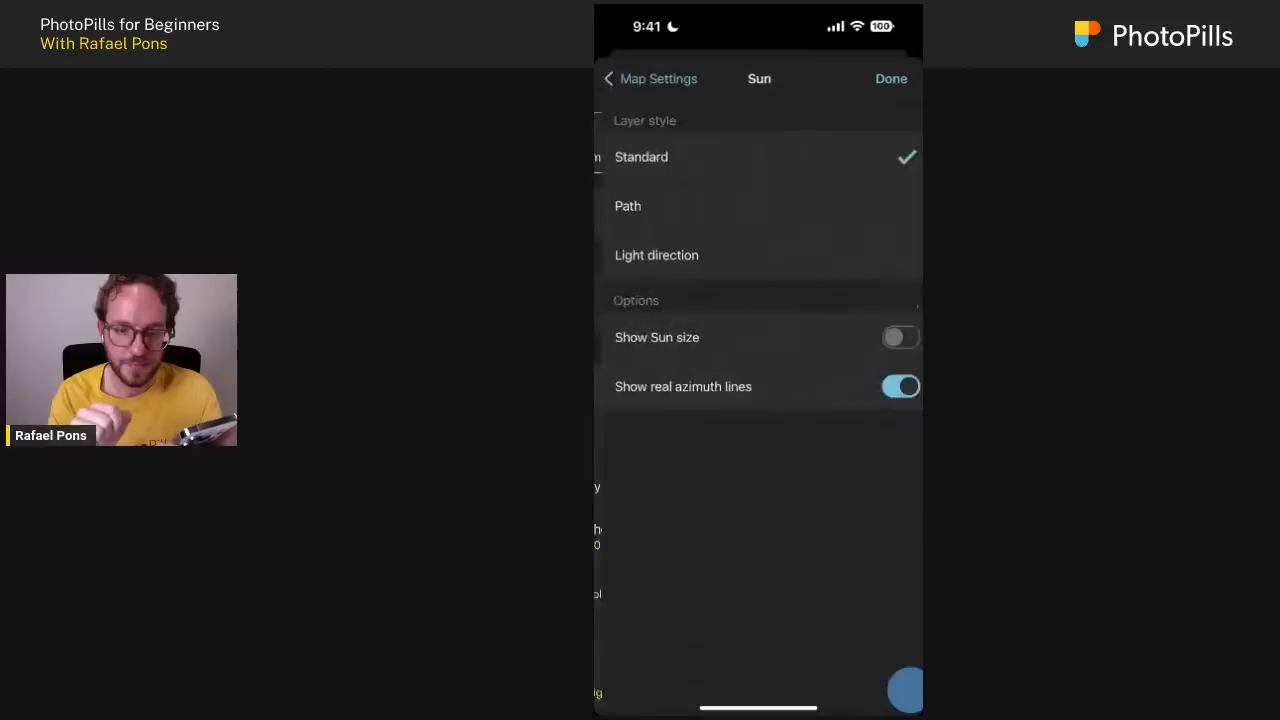 PhotoPills for Beginners
With Rafael Pons
PhotoPills
9:41
100
Map Settings
Sun
Done
Layer style
Standard
Path
Light direction
Options
Show Sun size
Show real azimuth lines
Rafael Pons